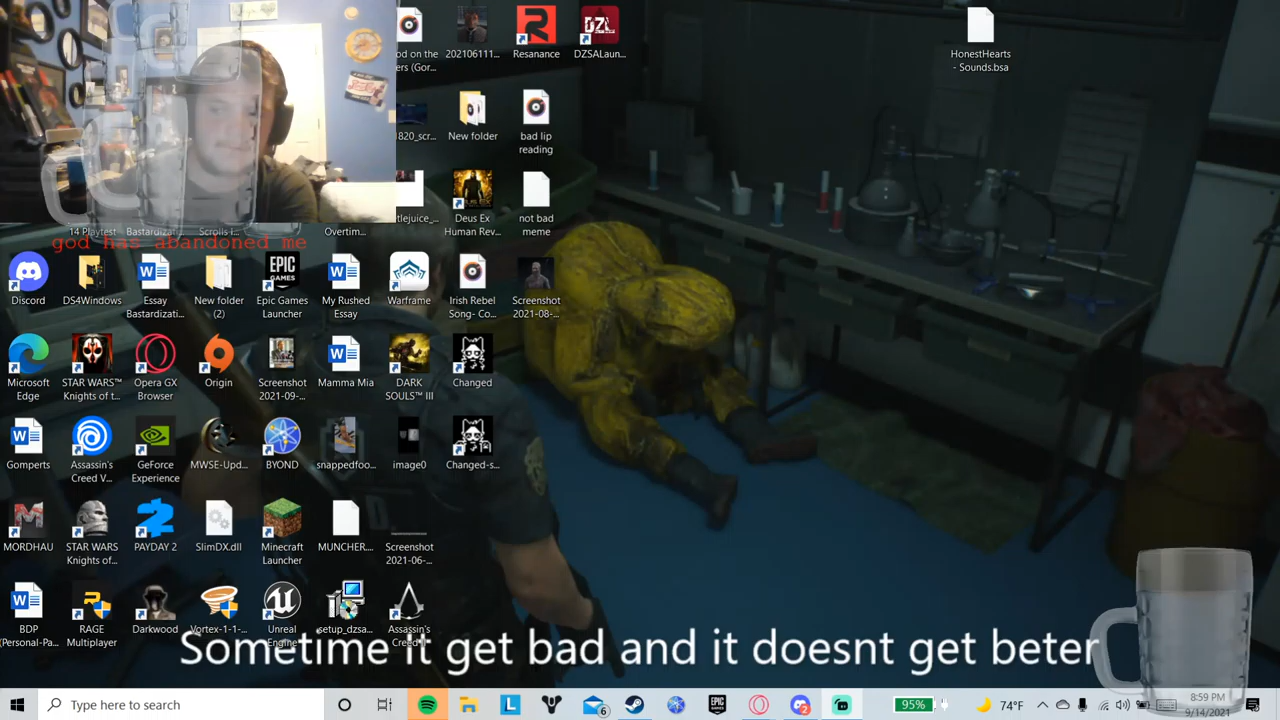 od on the
ers (Gor...
202106111...
Resanance
DZSALaun...
HonestHearts
- Sounds.bsa
1820_scr...
New folder
bad lip
reading
tlejuice_...
Deus Ex
Human Rev...
not bad
meme
14 Playtest
Bastardizati...
Scrolls I...
Overtim...
god has abandoned me
Discord
DS4Windows
Essay
Bastardizati...
New folder
(2)
Epic Games
Launcher
My Rushed
Essay
Warframe
Irish Rebel
Song- Co...
Screenshot
2021-08-...
Microsoft
Edge
STAR WARS™
Knights of t...
Opera GX
Browser
Origin
Screenshot
2021-09-...
Mamma Mia
DARK
SOULS™ III
Changed
Gomperts
Assassin's
Creed V...
GeForce
Experience
MWSE-Upd...
BYOND
snappedfoo...
image0
Changed-s...
MORDHAU
STAR WARS
Knights of...
PAYDAY 2
SlimDX.dll
Minecraft
Launcher
MUNCHER....
Screenshot
2021-06-...
BDP
(Personal-Pa...
RAGE
Multiplayer
Darkwood
Vortex-1-1-...
Unreal
Engine
setup_dzsa...
Assassin's
Creed II
Sometime it get bad and it doesnt get beter
Type here to search
6
95%
74°F
8:59 PM
9/14/2021